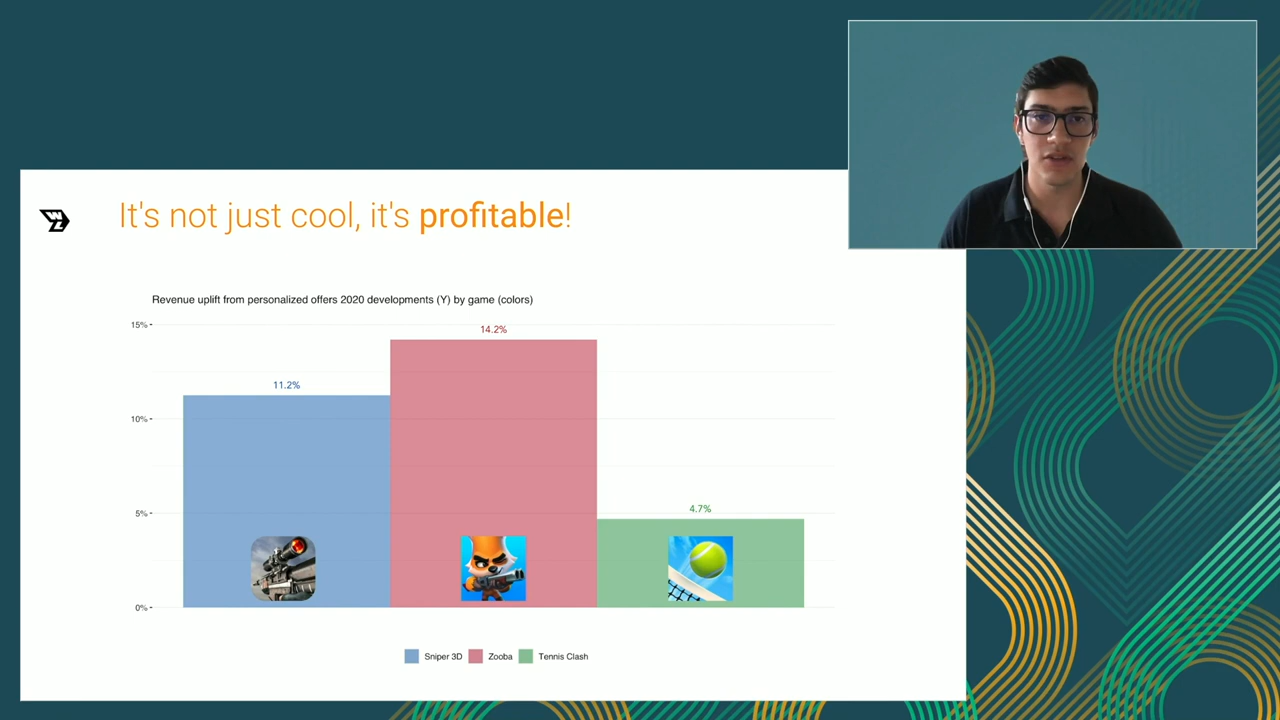 It's not just cool, it's profitable!
Revenue uplift from personalized offers 2020 developments (Y) by game (colors)
15%
14.2%
11.2%
10%
5%
4.7%
0%
Sniper 3D Zooba Tennis Clash